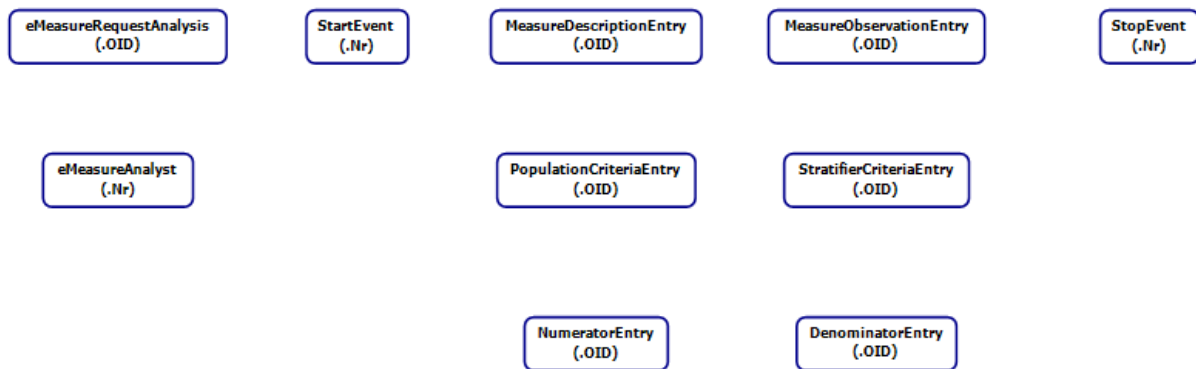 eMeasureRequestAnalysis
(.OID)
StartEvent
(.Nr)
MeasureDescriptionEntry
(.OID)
MeasureObservationEntry
(.OID)
StopEvent
(.Nr)
eMeasureAnalyst
(.Nr)
PopulationCriteriaEntry
(.OID)
StratifierCriteriaEntry
(.OID)
NumeratorEntry
(.OID)
DenominatorEntry
(.OID)